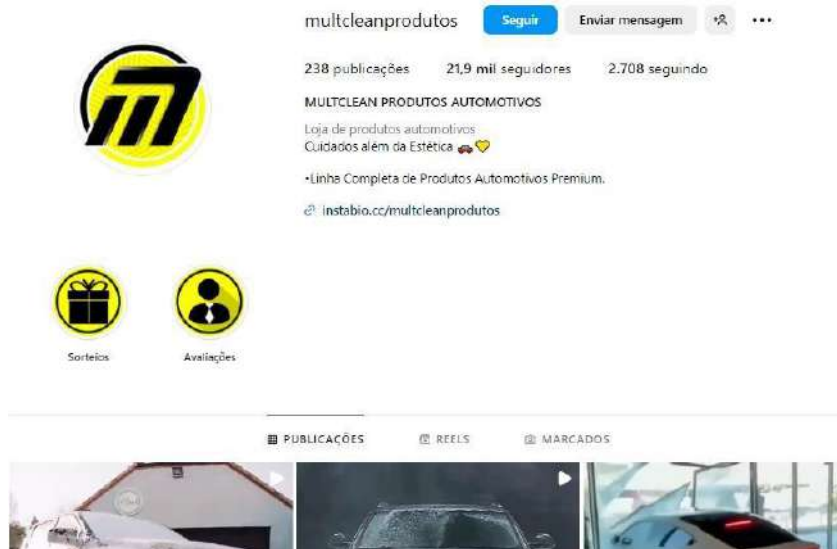 multcleanprodutos Seguir Enviar mensagem
238 publicações 21,9 mil seguidores 2.708 seguindo
MULTCLEAN PRODUTOS AUTOMOTIVOS
Loja de produtos automotivos
Cuidados além da Estética 🚗💛
•Linha Completa de Produtos Automotivos Premium.
instabio.cc/multcleanprodutos
Sorteios Avaliações
PUBLICAÇÕES REELS MARCADOS